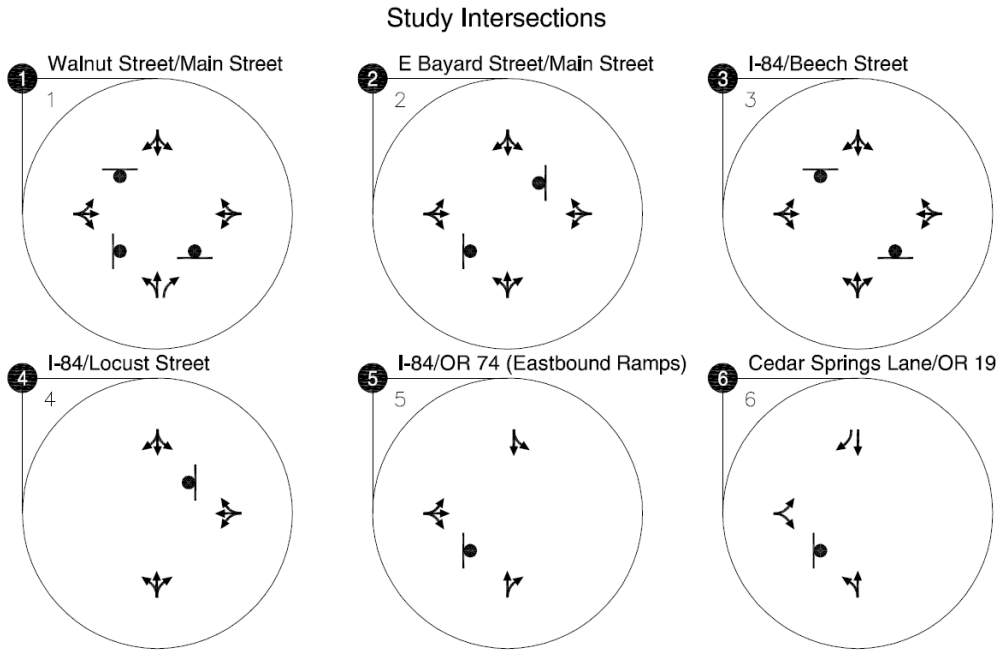 Study Intersections
1 Walnut Street/Main Street
1
2 E Bayard Street/Main Street
2
3 I-84/Beech Street
3
4 I-84/Locust Street
4
5 I-84/OR 74 (Eastbound Ramps)
5
6 Cedar Springs Lane/OR 19
6